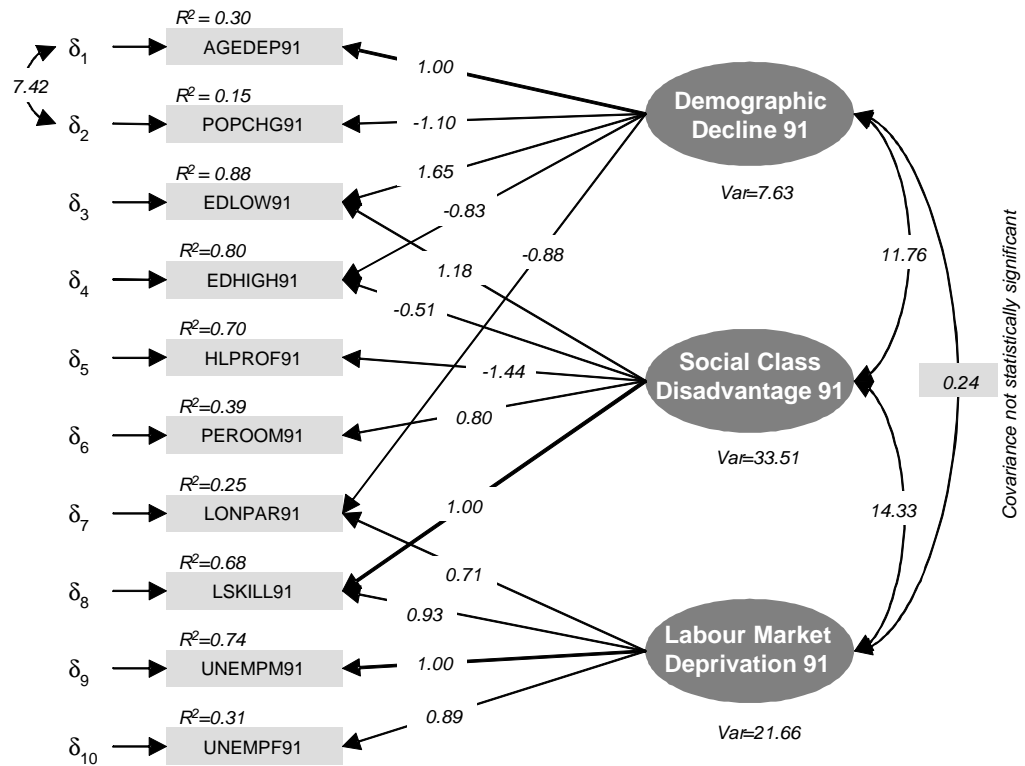 R² = 0.30
δ1
AGEDEP91
7.42
R² = 0.15
δ2
POPCHG91
R² = 0.88
δ3
EDLOW91
R²=0.80
δ4
EDHIGH91
R²=0.70
δ5
HLPROF91
R²=0.39
δ6
PEROOM91
R²=0.25
δ7
LONPAR91
R²=0.68
δ8
LSKILL91
R²=0.74
δ9
UNEMPM91
R²=0.31
δ10
UNEMPF91
1.00
-1.10
1.65
-0.83
-0.88
1.18
-0.51
-1.44
0.80
1.00
0.71
0.93
1.00
0.89
Demographic
Decline 91
Var=7.63
Social Class
Disadvantage 91
Var=33.51
Labour Market
Deprivation 91
Var=21.66
11.76
0.24
14.33
Covariance not statistically significant